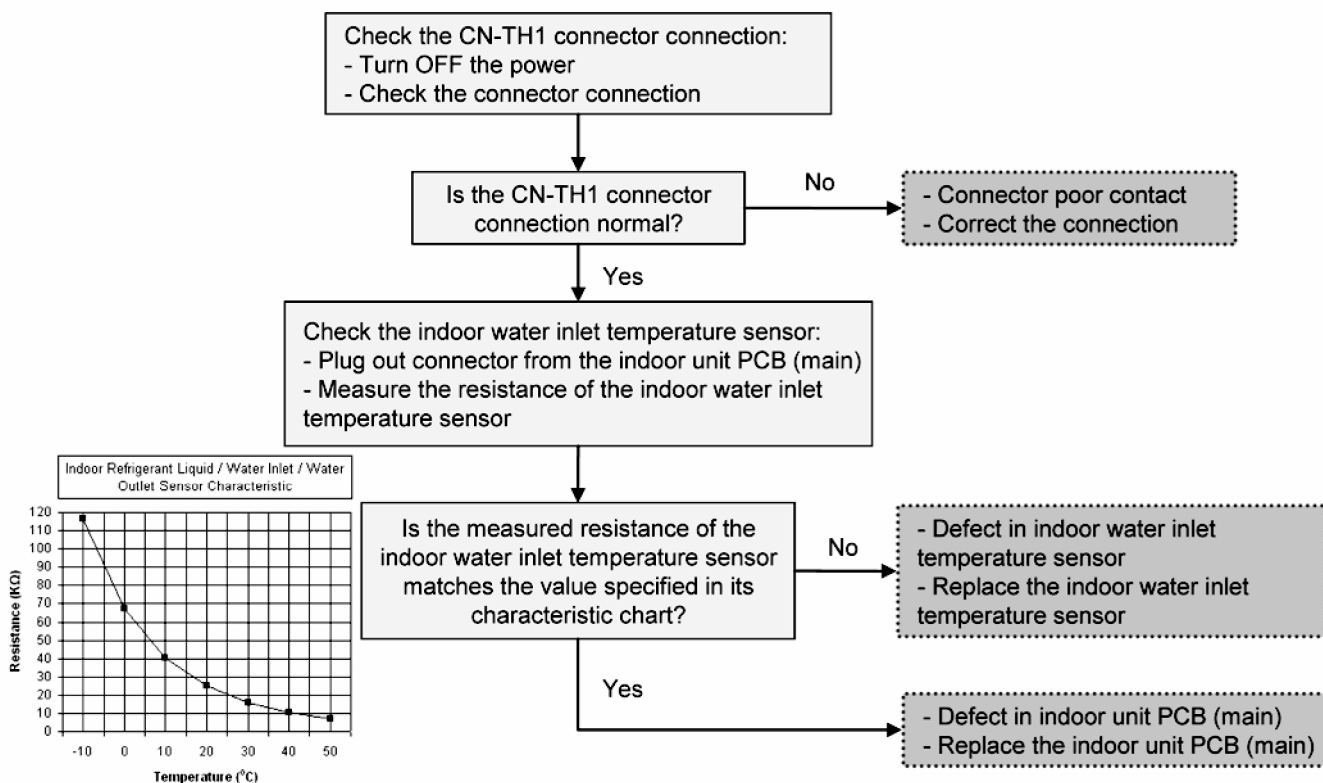 Check the CN-TH1 connector connection:
- Turn OFF the power
- Check the connector connection
Is the CN-TH1 connector
connection normal?
No
- Connector poor contact
- Correct the connection
Yes
Check the indoor water inlet temperature sensor:
- Plug out connector from the indoor unit PCB (main)
- Measure the resistance of the indoor water inlet
temperature sensor
Indoor Refrigerant Liquid / Water Inlet / Water
Outlet Sensor Characteristic
Resistance (KΩ)
120
110
100
90
80
70
60
50
40
30
20
10
0
-10 0 10 20 30 40 50
Temperature (⁰C)
Is the measured resistance of the
indoor water inlet temperature sensor
matches the value specified in its
characteristic chart?
No
- Defect in indoor water inlet
temperature sensor
- Replace the indoor water inlet
temperature sensor
Yes
- Defect in indoor unit PCB (main)
- Replace the indoor unit PCB (main)